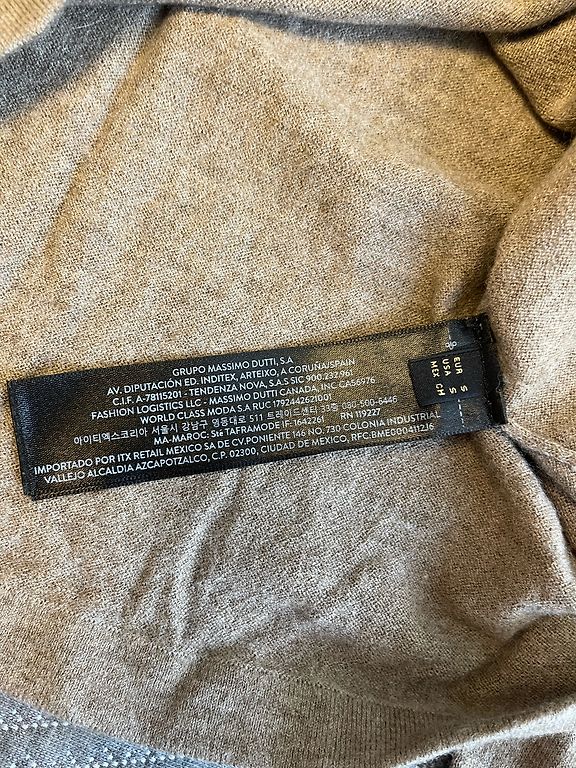 GRUPO MASSIMO DUTTI, S.A
AV. DIPUTACIÓN ED. INDITEX, ARTEIXO, A CORUÑA/SPAIN
C.I.F. A-78115201 - TENDENZA NOVA, S.A.S SIC 900.232.961
FASHION LOGISTICS LLC - MASSIMO DUTTI CANADA, INC CA56976
WORLD CLASS MODA S.A RUC 1792442621001
아이티엑스코리아 서울시 강남구 영동대로 511 트레이드센터 33층 080-500-6446
MA-MAROC: Sté TAFRAMODE IF-1642261 RN 119227
IMPORTADO POR ITX RETAIL MEXICO SA DE CV.PONIENTE 146 NO. 730 COLONIA INDUSTRIAL
VALLEJO ALCALDIA AZCAPOTZALCO, C.P. 02300, CIUDAD DE MEXICO, RFC:BME0004112J6
EUR S
USA S
MEX CH